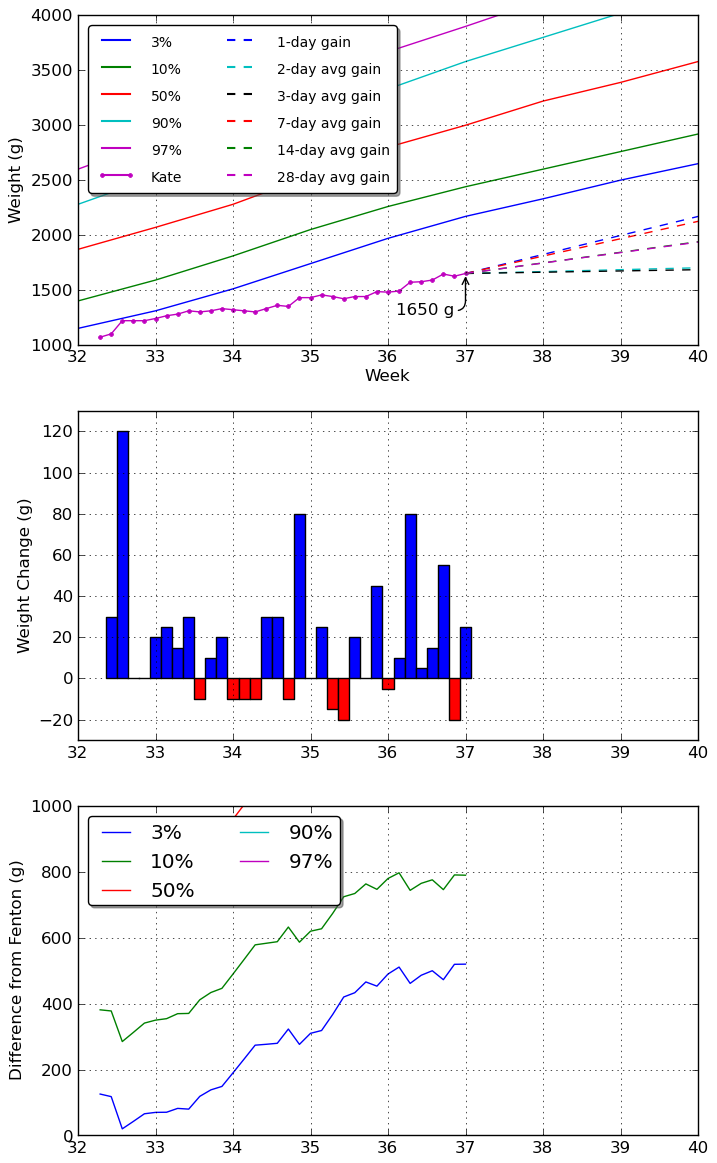 4000
3500
3000
2500
2000
1500
1000
Weight (g)
3%
10%
50%
90%
97%
Kate
1-day gain
2-day avg gain
3-day avg gain
7-day avg gain
14-day avg gain
28-day avg gain
1650 g
32 33 34 35 36 37 38 39 40
Week
120
100
80
60
40
20
0
−20
Weight Change (g)
32 33 34 35 36 37 38 39 40
1000
800
600
400
200
0
Difference from Fenton (g)
3%
10%
50%
90%
97%
32 33 34 35 36 37 38 39 40